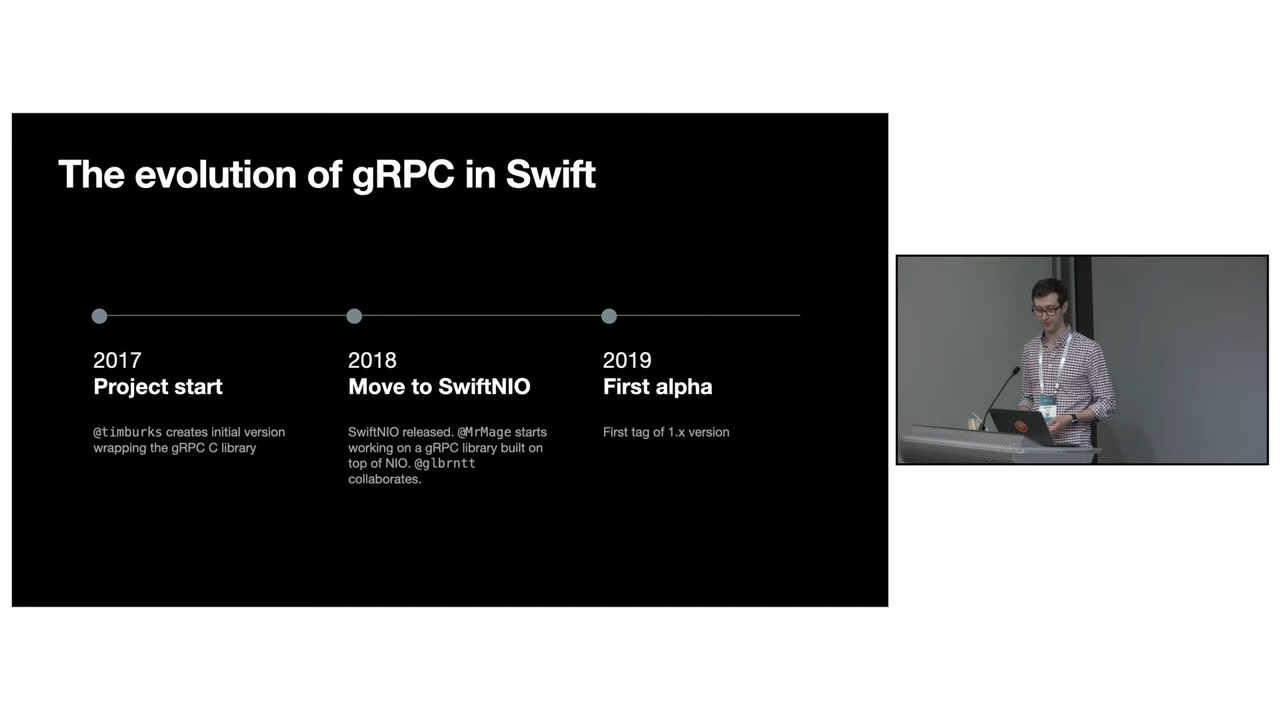 The evolution of gRPC in Swift
2017
Project start
@timburks creates initial version
wrapping the gRPC C library
2018
Move to SwiftNIO
SwiftNIO released. @MrMage starts
working on a gRPC library built on
top of NIO. @glbrntt
collaborates.
2019
First alpha
First tag of 1.x version